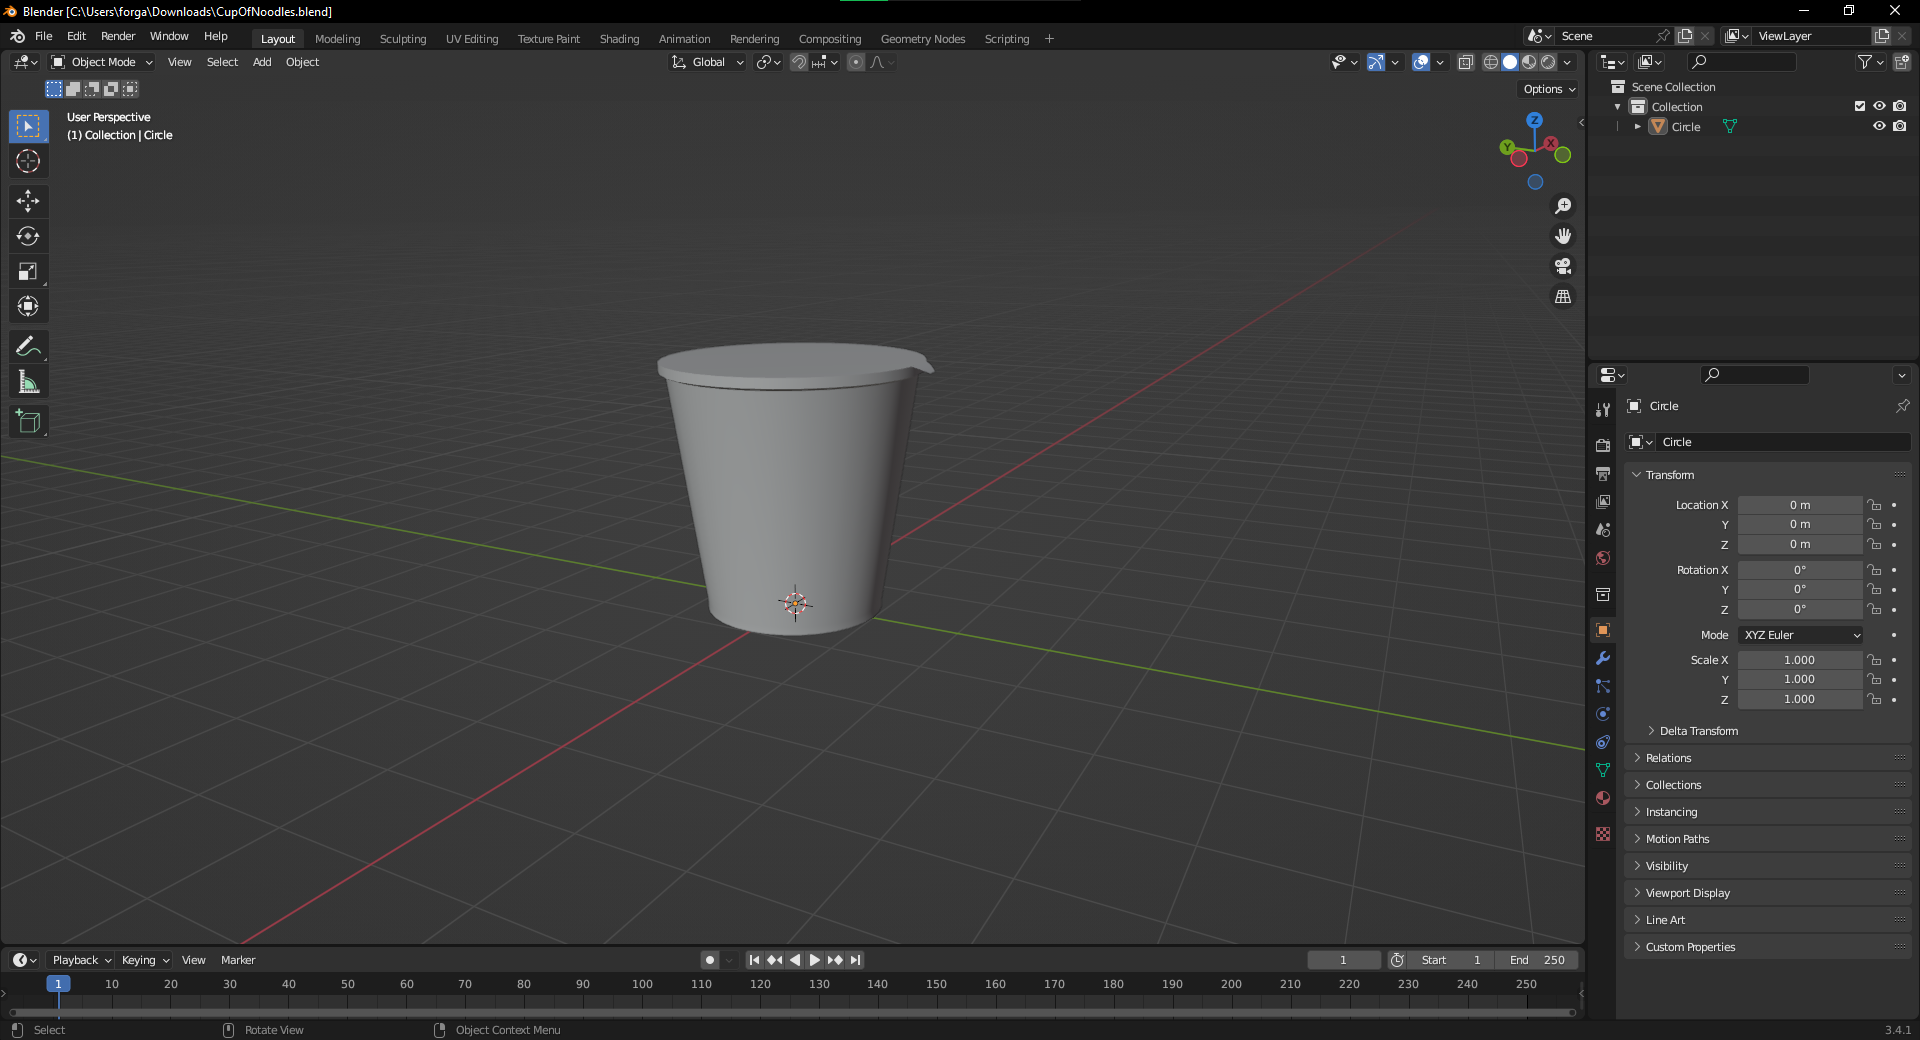 Blender [C:\Users\forga\Downloads\CupOfNoodles.blend]
File Edit Render Window Help Layout Modeling Sculpting UV Editing Texture Paint Shading Animation Rendering Compositing Geometry Nodes Scripting + Scene ViewLayer
Object Mode View Select Add Object Global
Options
User Perspective
(1) Collection | Circle
Z
Y
X
Scene Collection
Collection
Circle
Circle
Circle
Transform
Location X 0 m
Y 0 m
Z 0 m
Rotation X 0°
Y 0°
Z 0°
Mode XYZ Euler
Scale X 1.000
Y 1.000
Z 1.000
Delta Transform
Relations
Collections
Instancing
Motion Paths
Visibility
Viewport Display
Line Art
Custom Properties
Playback Keying View Marker 1 Start 1 End 250
1 10 20 30 40 50 60 70 80 90 100 110 120 130 140 150 160 170 180 190 200 210 220 230 240 250
Select Rotate View Object Context Menu 3.4.1